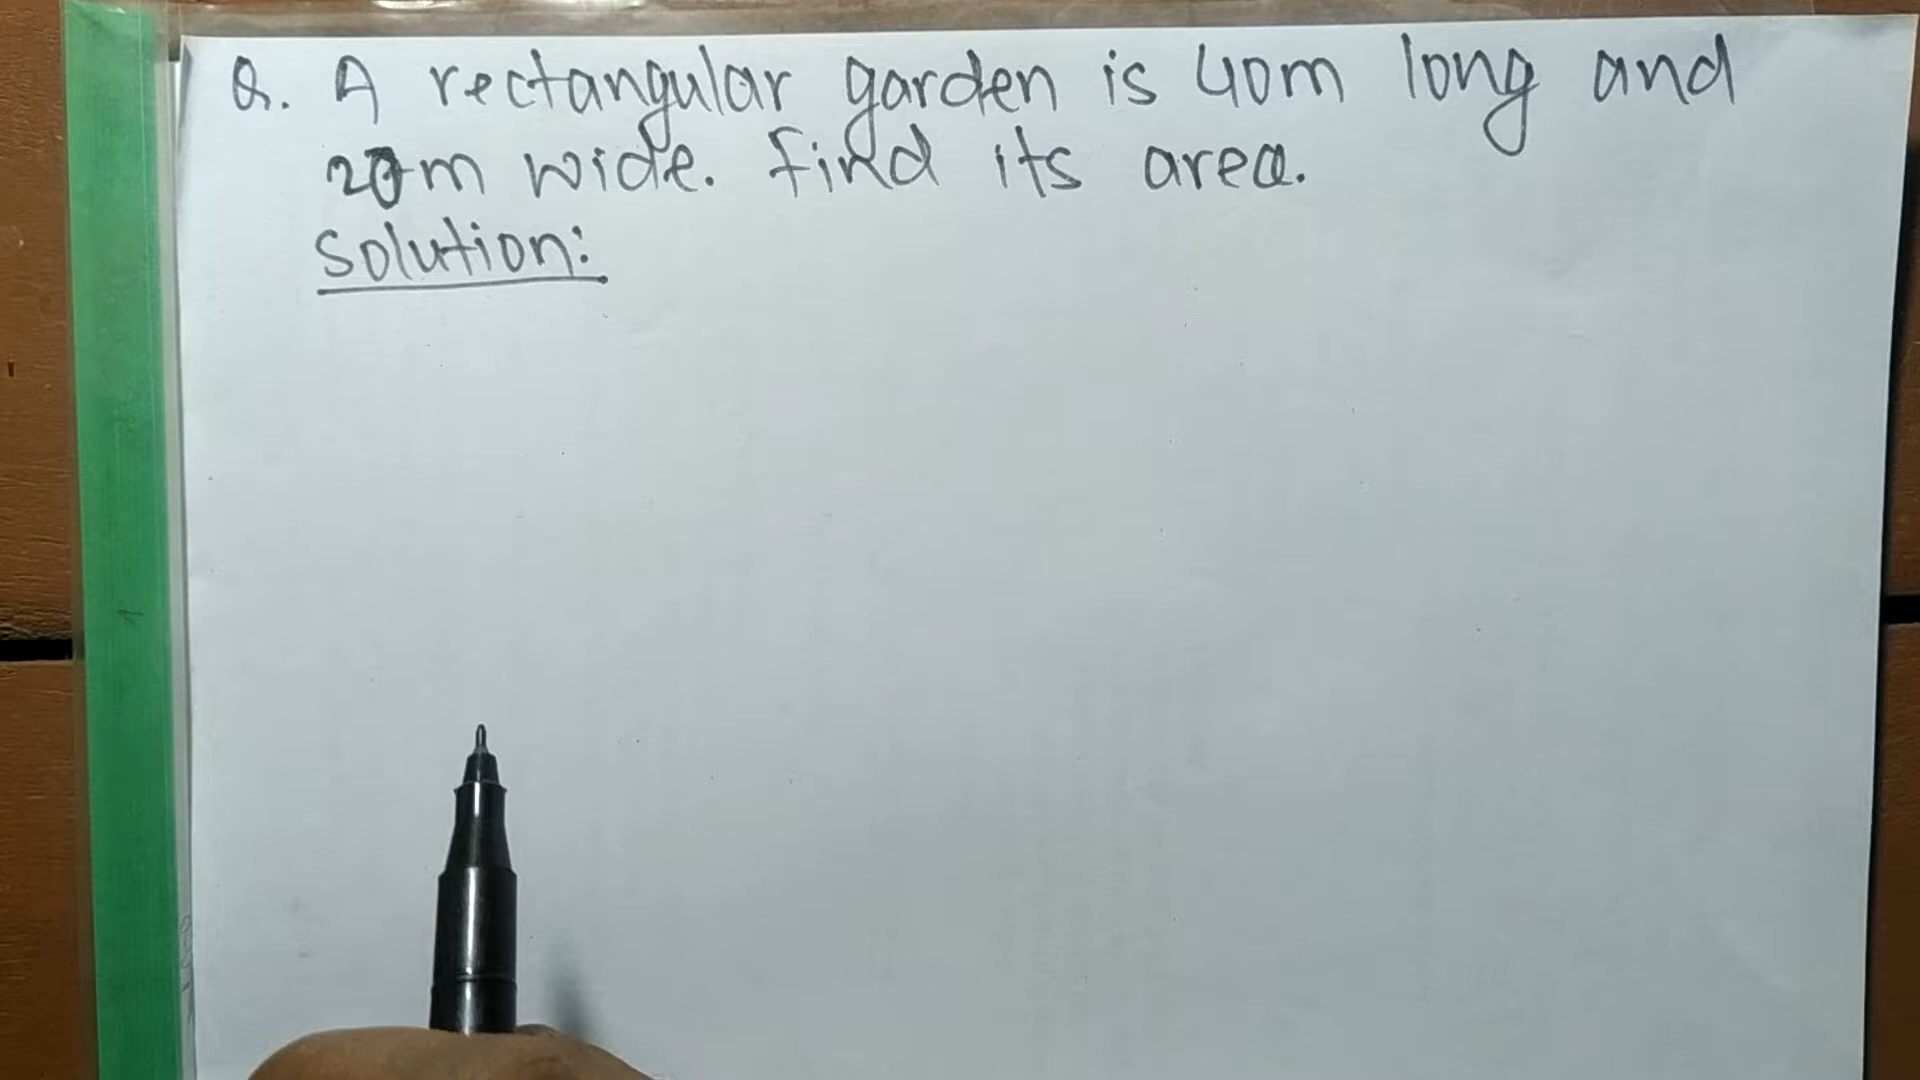 Q. A rectangular garden is 40m long and
20m wide. Find its area.
Solution: